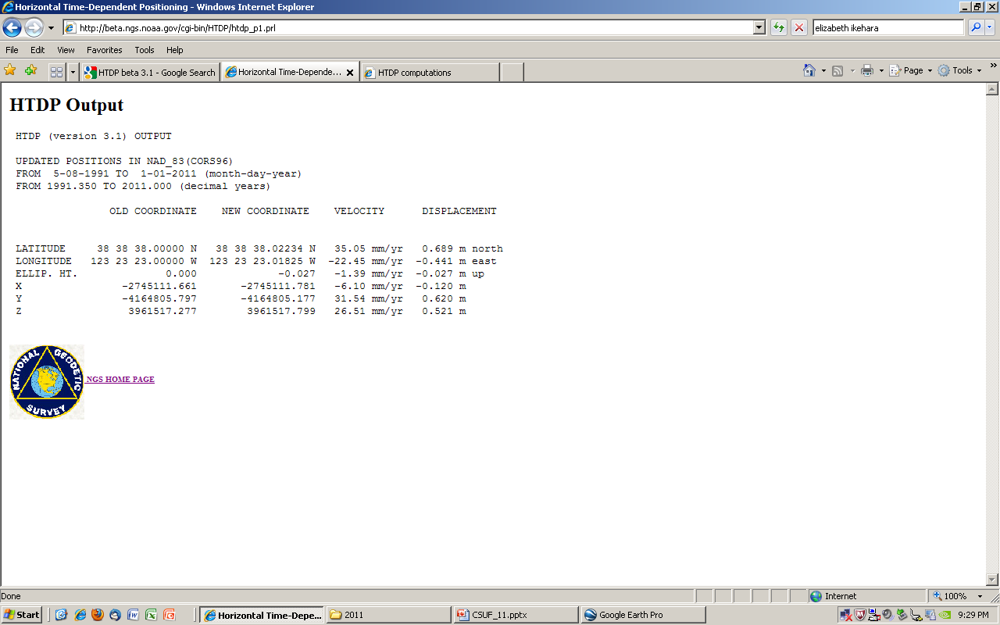 Horizontal Time-Dependent Positioning - Windows Internet Explorer
http://beta.ngs.noaa.gov/cgi-bin/HTDP/htdp_p1.prl
elizabeth ikehara
File Edit View Favorites Tools Help
HTDP beta 3.1 - Google Search
Horizontal Time-Depende...
HTDP computations
Page
Tools
HTDP Output
HTDP (version 3.1) OUTPUT
UPDATED POSITIONS IN NAD_83(CORS96)
FROM 5-08-1991 TO 1-01-2011 (month-day-year)
FROM 1991.350 TO 2011.000 (decimal years)
OLD COORDINATE NEW COORDINATE VELOCITY DISPLACEMENT
LATITUDE 38 38 38.00000 N 38 38 38.02234 N 35.05 mm/yr 0.689 m north
LONGITUDE 123 23 23.00000 W 123 23 23.01825 W -22.45 mm/yr -0.441 m east
ELLIP. HT. 0.000 -0.027 -1.39 mm/yr -0.027 m up
X -2745111.661 -2745111.781 -6.10 mm/yr -0.120 m
Y -4164805.797 -4164805.177 31.54 mm/yr 0.620 m
Z 3961517.277 3961517.799 26.51 mm/yr 0.521 m
NATIONAL GEODETIC SURVEY
NGS HOME PAGE
Done
Internet
100%
Start
Horizontal Time-Depe...
2011
CSUF_11.pptx
Google Earth Pro
9:29 PM